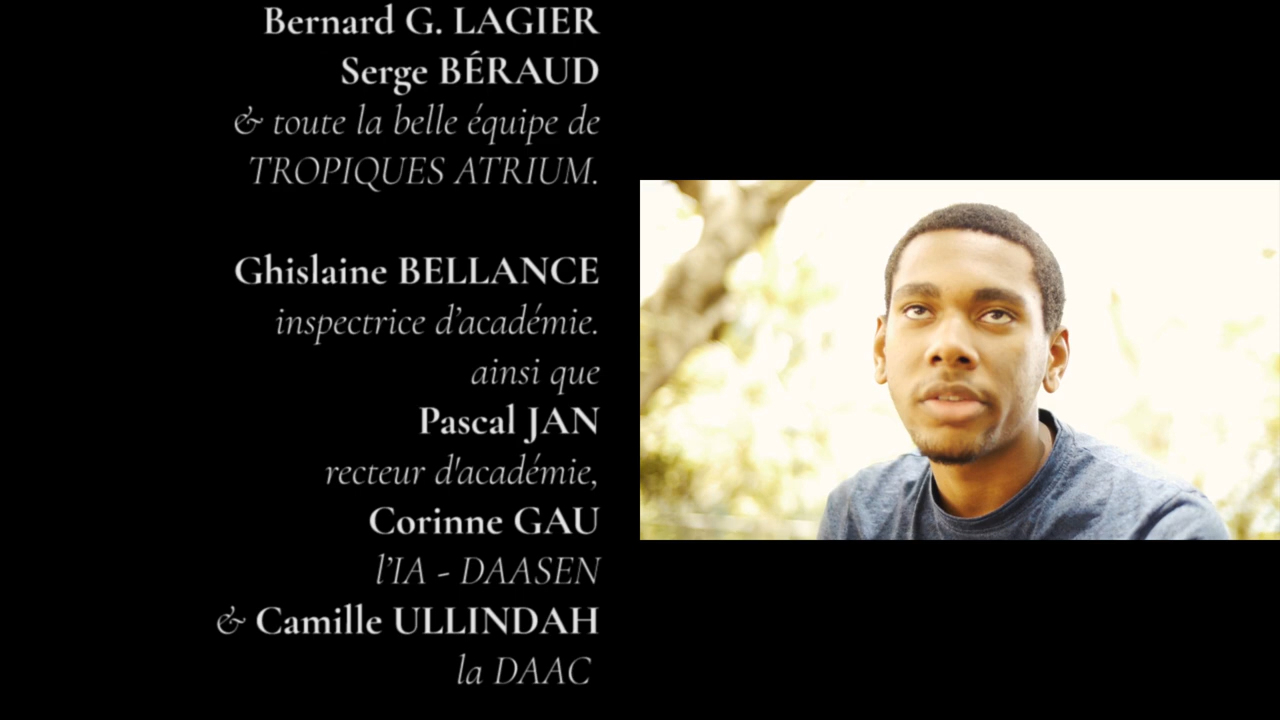 Bernard G. LAGIER
Serge BÉRAUD
& toute la belle équipe de
TROPIQUES ATRIUM.
Ghislaine BELLANCE
inspectrice d’académie.
ainsi que
Pascal JAN
recteur d'académie,
Corinne GAU
l’IA - DAASEN
& Camille ULLINDAH
la DAAC